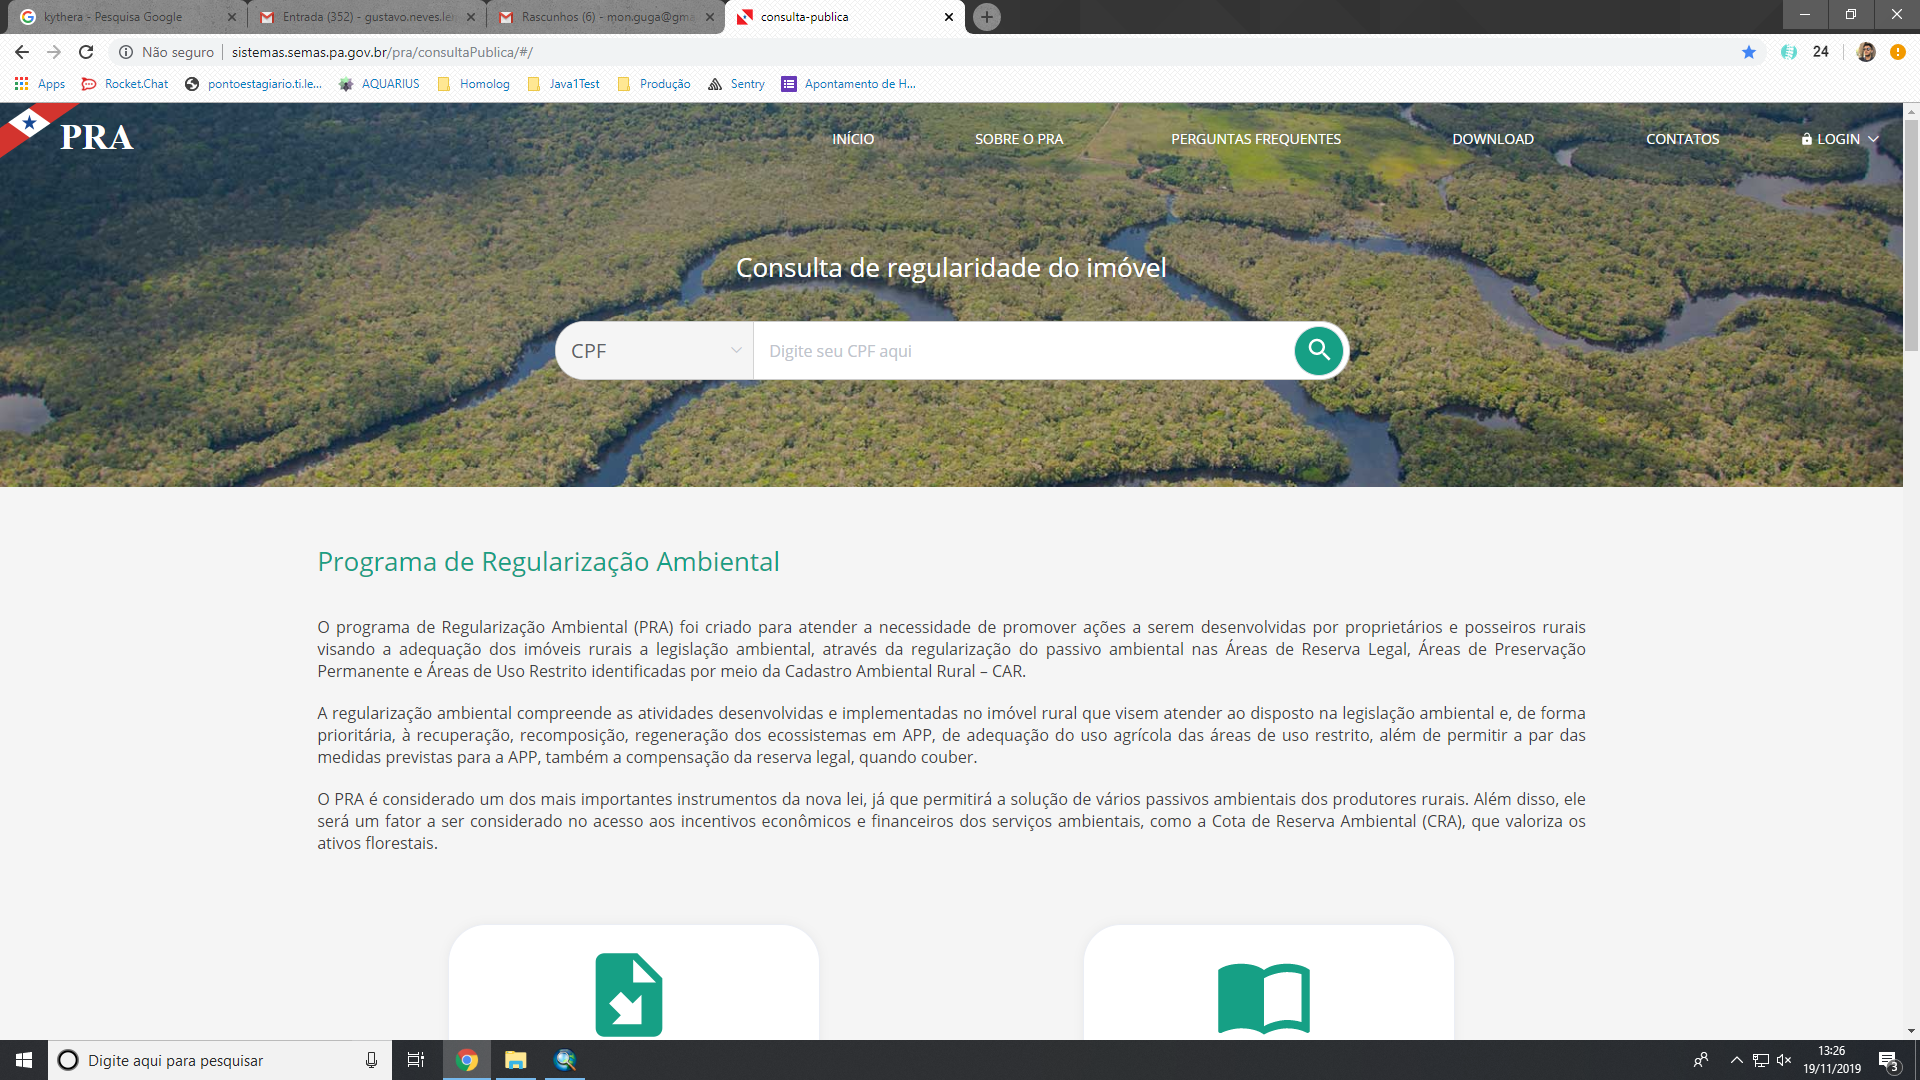 kythera - Pesquisa Google
Entrada (352) - gustavo.neves.le
Rascunhos (6) - mon.guga@gma
consulta-publica
Não seguro
sistemas.semas.pa.gov.br/pra/consultaPublica/#/
24
Apps
Rocket.Chat
pontoestagiario.ti.le...
AQUARIUS
Homolog
Java1Test
Produção
Sentry
Apontamento de H...
PRA
INÍCIO
SOBRE O PRA
PERGUNTAS FREQUENTES
DOWNLOAD
CONTATOS
LOGIN
Consulta de regularidade do imóvel
CPF
Digite seu CPF aqui
Programa de Regularização Ambiental
O programa de Regularização Ambiental (PRA) foi criado para atender a necessidade de promover ações a serem desenvolvidas por proprietários e posseiros rurais
visando a adequação dos imóveis rurais a legislação ambiental, através da regularização do passivo ambiental nas Áreas de Reserva Legal, Áreas de Preservação
Permanente e Áreas de Uso Restrito identificadas por meio da Cadastro Ambiental Rural – CAR.
A regularização ambiental compreende as atividades desenvolvidas e implementadas no imóvel rural que visem atender ao disposto na legislação ambiental e, de forma
prioritária, à recuperação, recomposição, regeneração dos ecossistemas em APP, de adequação do uso agrícola das áreas de uso restrito, além de permitir a par das
medidas previstas para a APP, também a compensação da reserva legal, quando couber.
O PRA é considerado um dos mais importantes instrumentos da nova lei, já que permitirá a solução de vários passivos ambientais dos produtores rurais. Além disso, ele
será um fator a ser considerado no acesso aos incentivos econômicos e financeiros dos serviços ambientais, como a Cota de Reserva Ambiental (CRA), que valoriza os
ativos florestais.
Digite aqui para pesquisar
13:26
19/11/2019
3